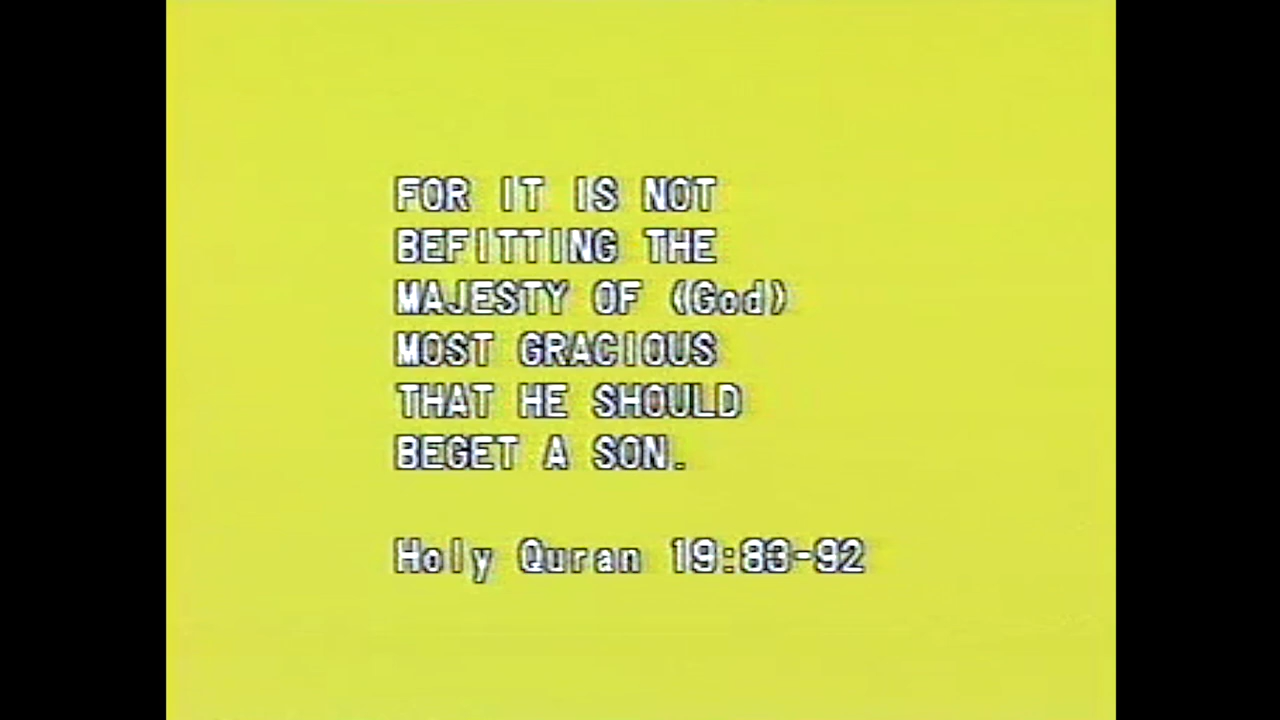 FOR IT IS NOT
BEFITTING THE
MAJESTY OF (God)
MOST GRACIOUS
THAT HE SHOULD
BEGET A SON.
Holy Quran 19:83-92